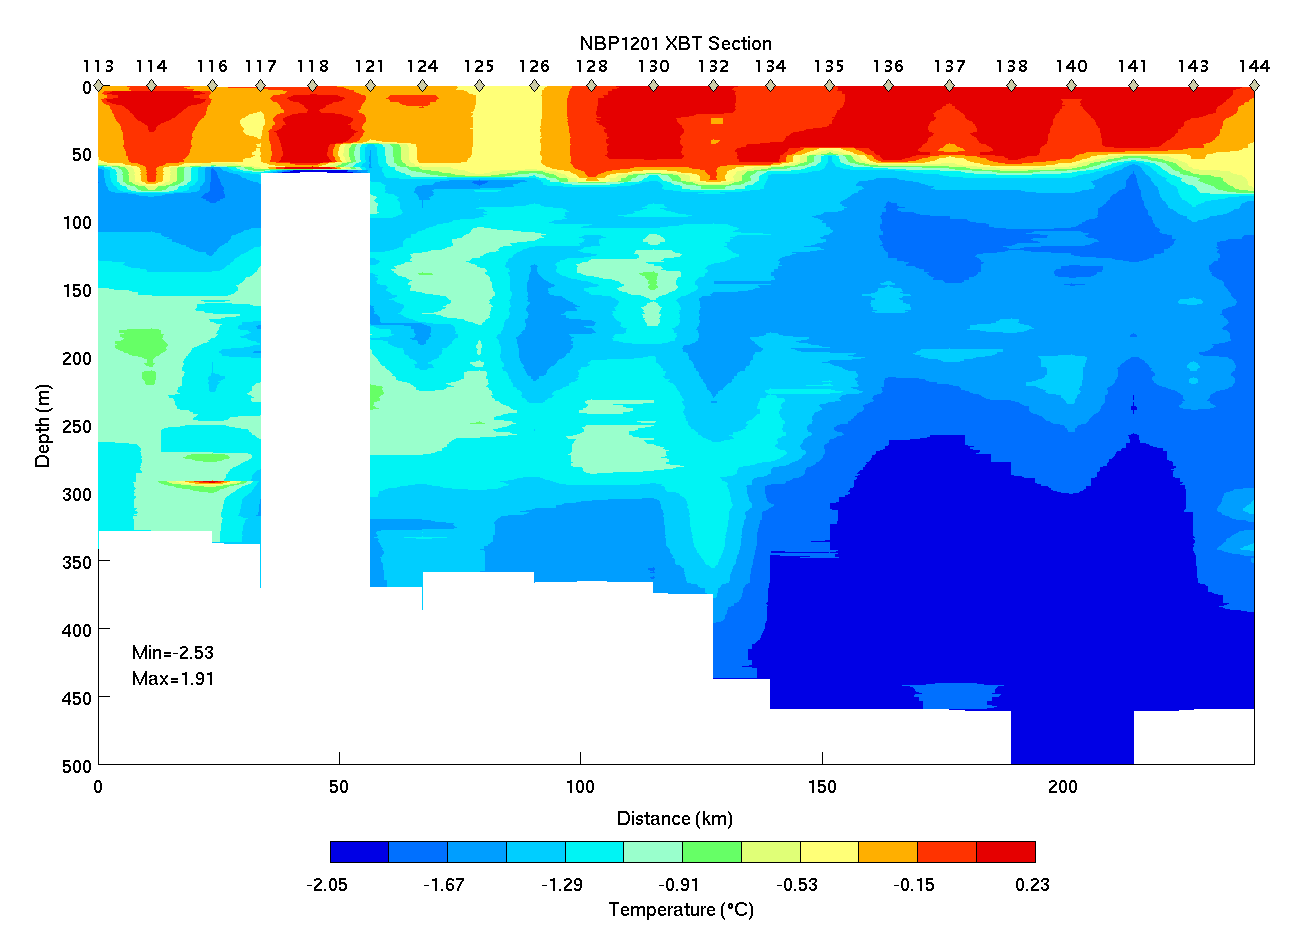 NBP1201 XBT Section
113 114 116 117 118 121 124 125 126 128 130 132 134 135 136 137 138 140 141 143 144
0
50
100
150
200
250
300
350
400
450
500
Depth (m)
Min=-2.53
Max=1.91
0 50 100 150 200
Distance (km)
-2.05 -1.67 -1.29 -0.91 -0.53 -0.15 0.23
Temperature (°C)